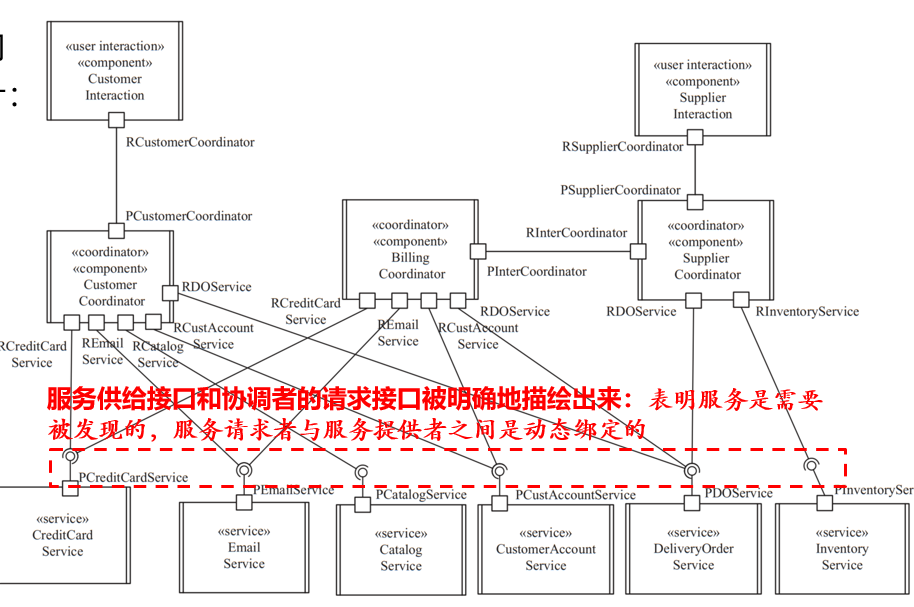 «user interaction»
«component»
Customer
Interaction
«user interaction»
«component»
Supplier
Interaction
RCustomerCoordinator
RSupplierCoordinator
PSupplierCoordinator
PCustomerCoordinator
«coordinator»
«component»
Customer
Coordinator
«coordinator»
«component»
Billing
Coordinator
RInterCoordinator
PInterCoordinator
«coordinator»
«component»
Supplier
Coordinator
RDOService
RCreditCard
Service
REmail
Service
RCatalog
Service
RCustAccount
Service
RCreditCard
Service
REmail
Service
RCustAccount
Service
RDOService
RDOService
RInventoryService
服务供给接口和协调者的请求接口被明确地描绘出来：表明服务是需要
被发现的，服务请求者与服务提供者之间是动态绑定的
PCreditCardService
PEmailService
PCatalogService
PCustAccountService
PDOService
PInventorySer
«service»
CreditCard
Service
«service»
Email
Service
«service»
Catalog
Service
«service»
CustomerAccount
Service
«service»
DeliveryOrder
Service
«service»
Inventory
Service